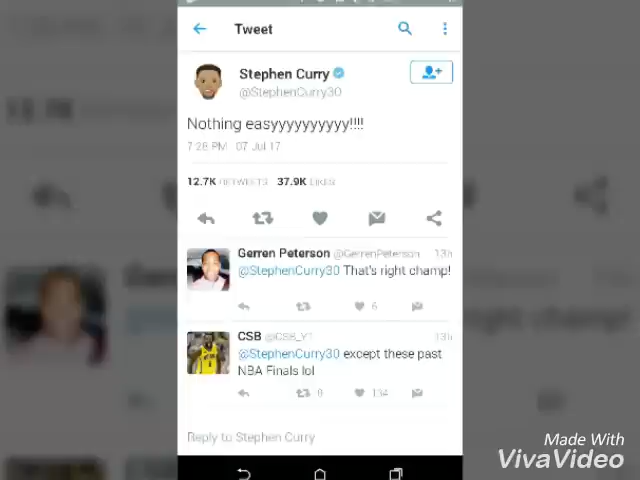 Tweet
Stephen Curry
@StephenCurry30
Nothing easyyyyyyyyyy!!!!
7:28 PM 07 Jul 17
12.7K RETWEETS 37.9K LIKES
Gerren Peterson @GerrenPeterson 13h
@StephenCurry30 That's right champ!
6
CSB @CSB_YT 13h
@StephenCurry30 except these past
NBA Finals lol
0 134
Reply to Stephen Curry
Made With
VivaVideo